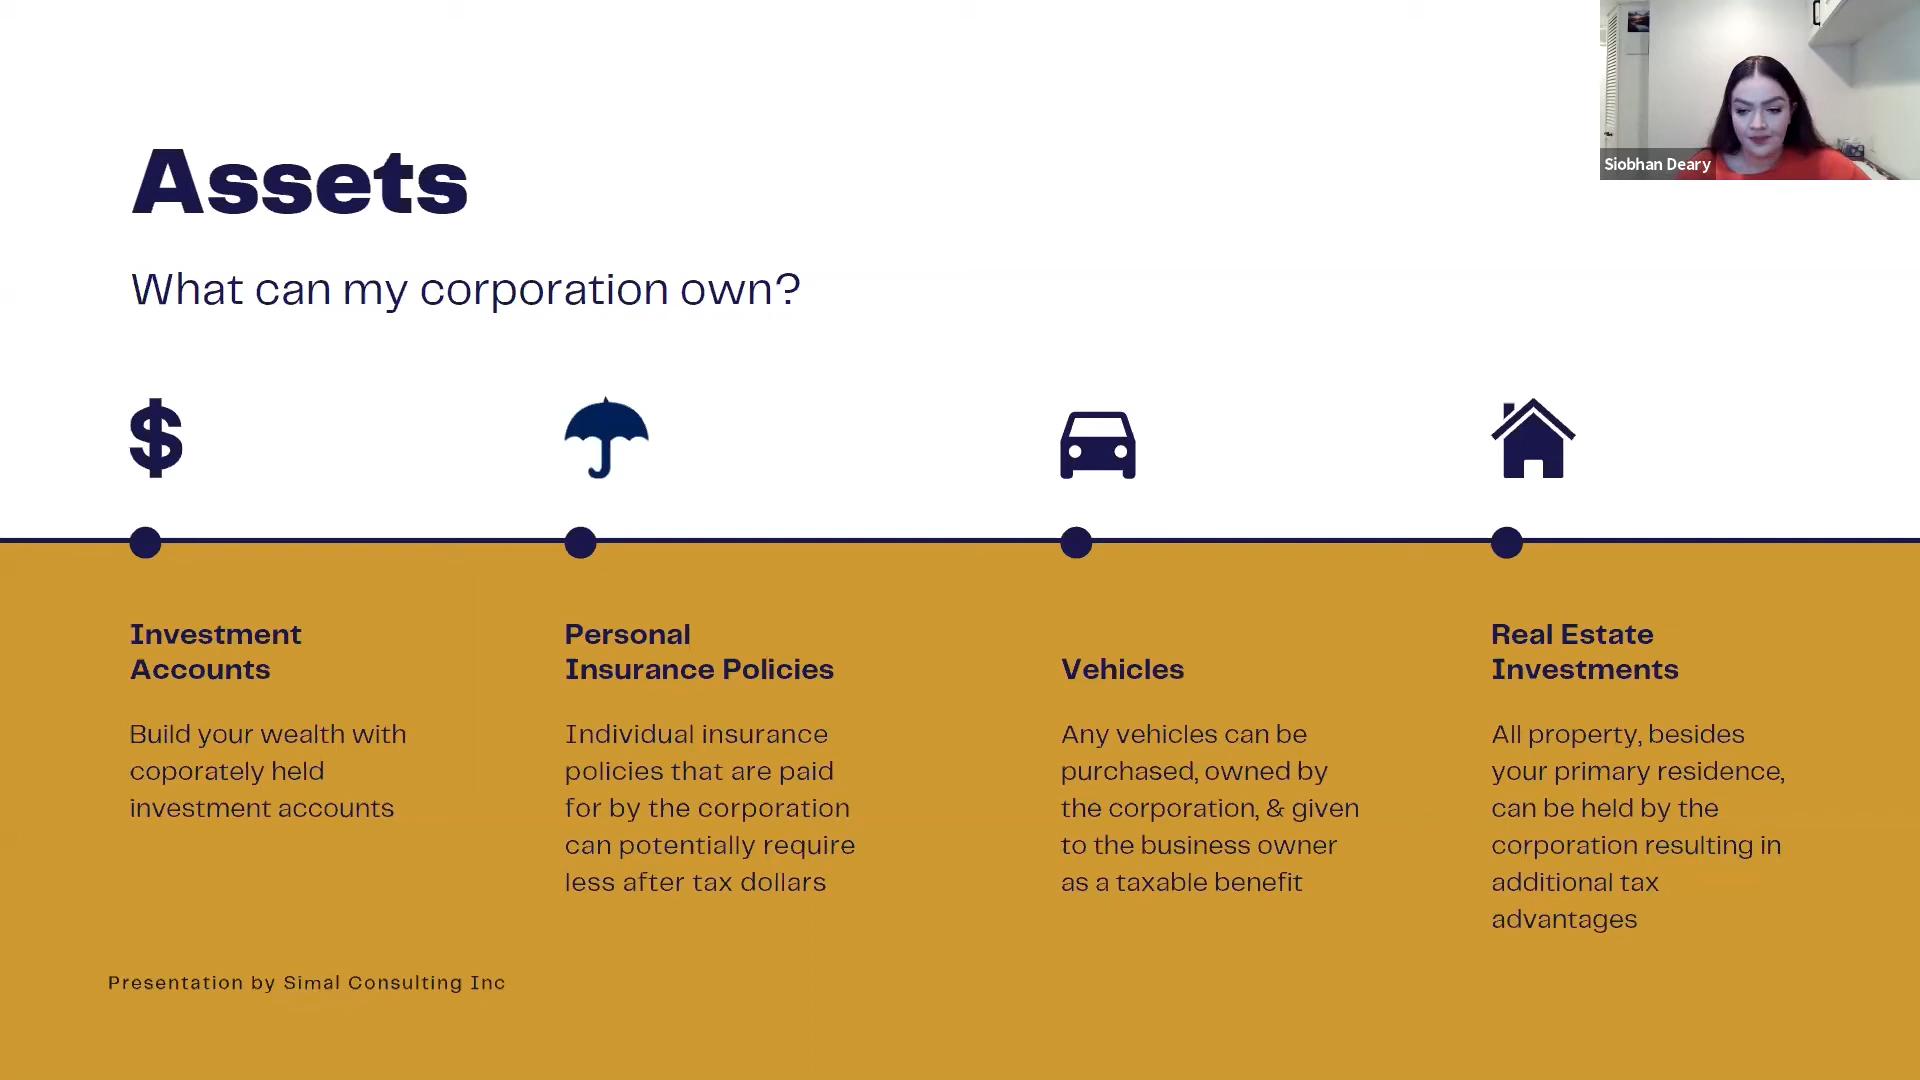 Siobhan Deary
Assets
What can my corporation own?
$
Investment
Accounts
Build your wealth with
coporately held
investment accounts
Personal
Insurance Policies
Individual insurance
policies that are paid
for by the corporation
can potentially require
less after tax dollars
Vehicles
Any vehicles can be
purchased, owned by
the corporation, & given
to the business owner
as a taxable benefit
Real Estate
Investments
All property, besides
your primary residence,
can be held by the
corporation resulting in
additional tax
advantages
Presentation by Simal Consulting Inc